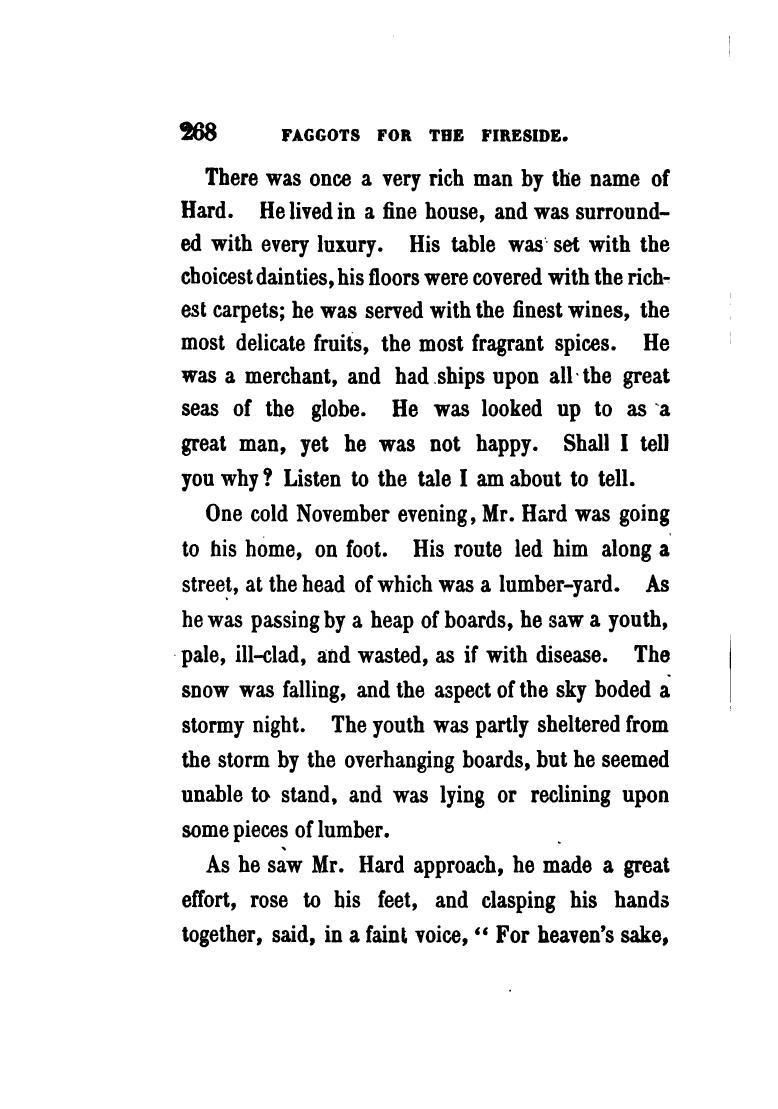 268 FAGGOTS FOR THE FIRESIDE.
There was once a very rich man by the name of
Hard. He lived in a fine house, and was surround-
ed with every luxury. His table was set with the
choicest dainties, his floors were covered with the rich-
est carpets; he was served with the finest wines, the
most delicate fruits, the most fragrant spices. He
was a merchant, and had ships upon all the great
seas of the globe. He was looked up to as a
great man, yet he was not happy. Shall I tell
you why? Listen to the tale I am about to tell.
One cold November evening, Mr. Hard was going
to his home, on foot. His route led him along a
street, at the head of which was a lumber-yard. As
he was passing by a heap of boards, he saw a youth,
pale, ill-clad, and wasted, as if with disease. The
snow was falling, and the aspect of the sky boded a
stormy night. The youth was partly sheltered from
the storm by the overhanging boards, but he seemed
unable to stand, and was lying or reclining upon
some pieces of lumber.
As he saw Mr. Hard approach, he made a great
effort, rose to his feet, and clasping his hands
together, said, in a faint voice, “ For heaven's sake,